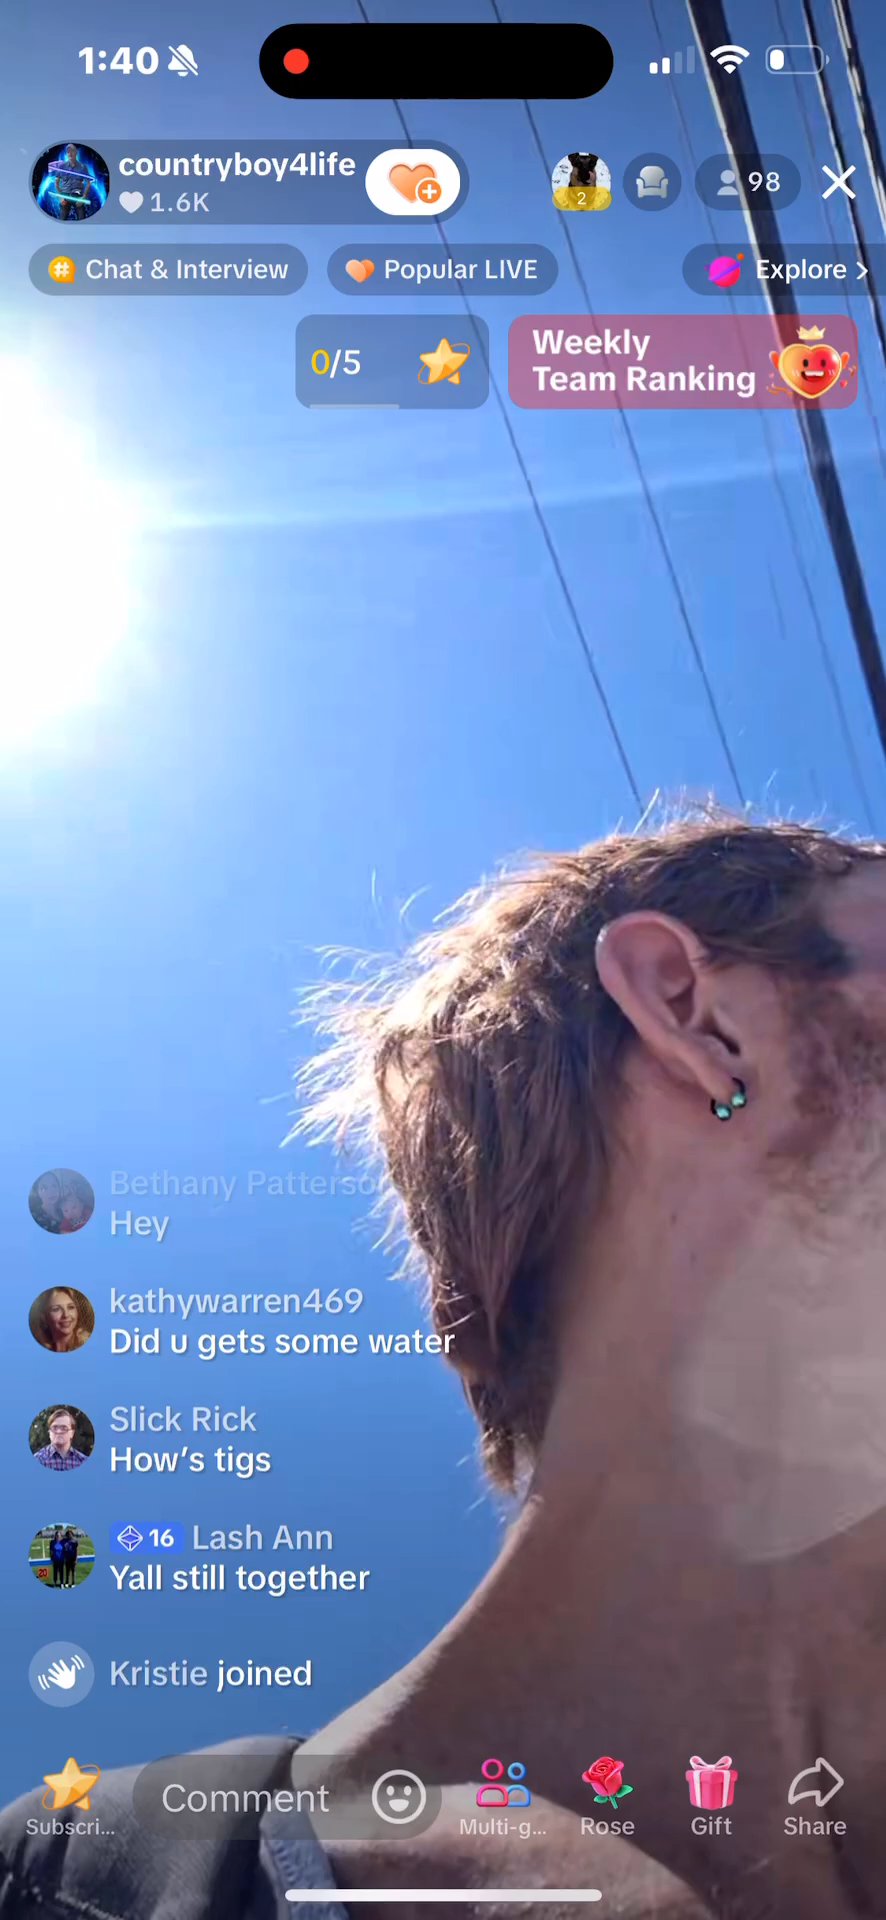 1:40
countryboy4life
1.6K
2
98
Chat & Interview
Popular LIVE
Explore >
0/5
Weekly
Team Ranking
Bethany Patterso
Hey
kathywarren469
Did u gets some water
Slick Rick
How's tigs
16 Lash Ann
Yall still together
Kristie joined
Comment
Subscri...
Multi-g...
Rose
Gift
Share